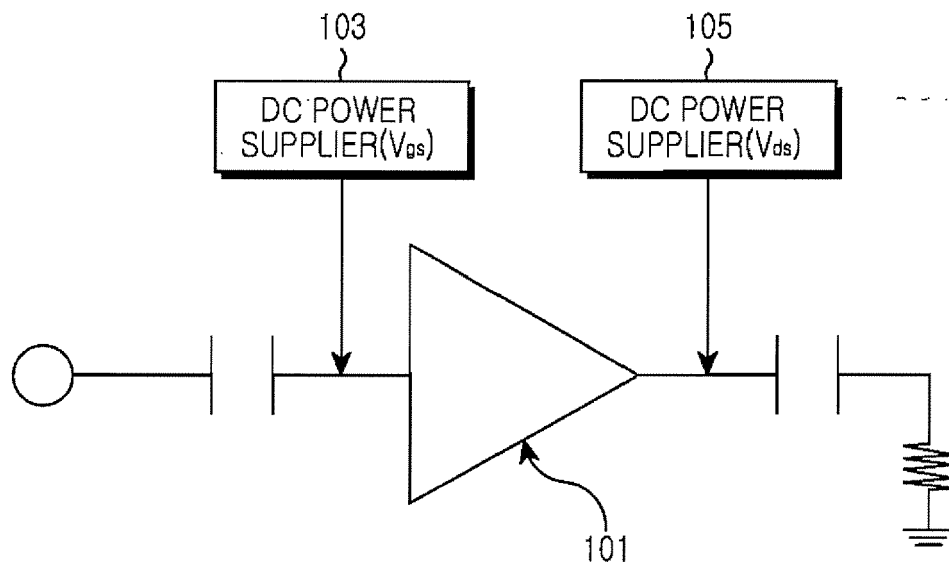 103
105
DC POWER
SUPPLIER(Vgs)
DC POWER
SUPPLIER(Vds)
101